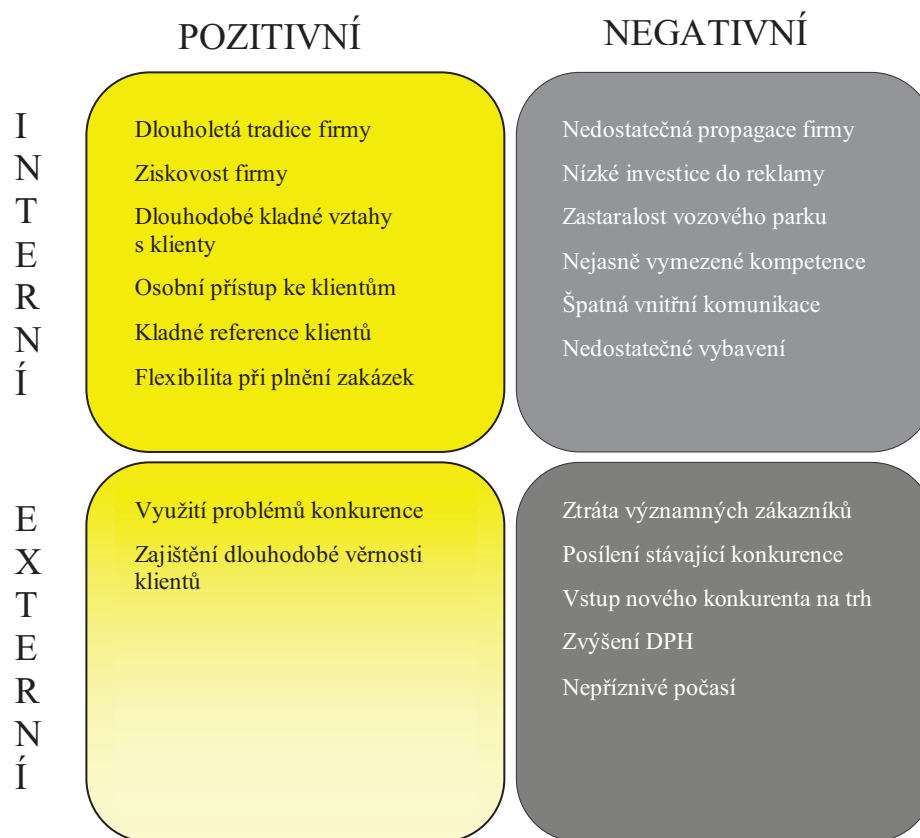 POZITIVNÍ
NEGATIVNÍ
INTERNÍ
Dlouholetá tradice firmy
Ziskovost firmy
Dlouhodobé kladné vztahy
s klienty
Osobní přístup ke klientům
Kladné reference klientů
Flexibilita při plnění zakázek
Nedostatečná propagace firmy
Nízké investice do reklamy
Zastaralost vozového parku
Nejasně vymezené kompetence
Špatná vnitřní komunikace
Nedostatečné vybavení
EXTERNÍ
Využití problémů konkurence
Zajištění dlouhodobé věrnosti
klientů
Ztráta významných zákazníků
Posílení stávající konkurence
Vstup nového konkurenta na trh
Zvýšení DPH
Nepříznivé počasí